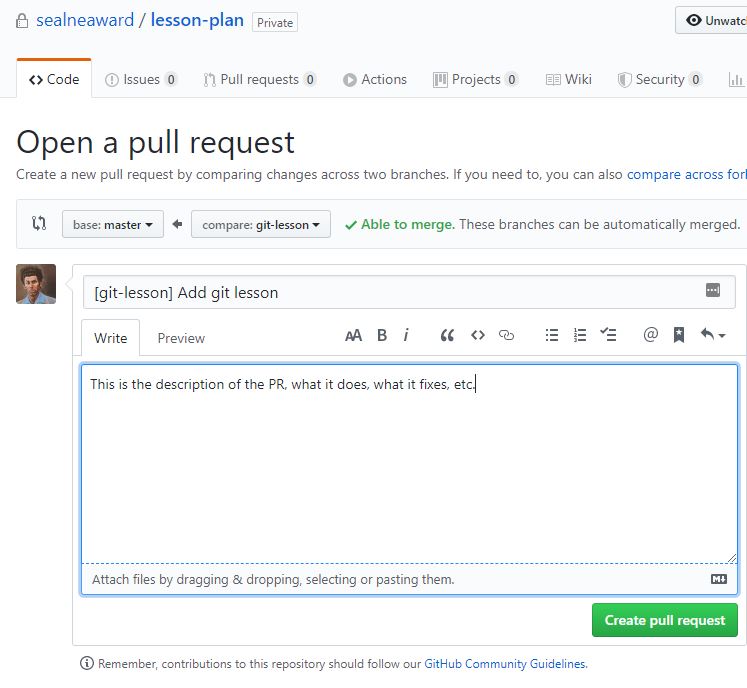 sealneaward / lesson-plan Private
Unwatc
Code Issues 0 Pull requests 0 Actions Projects 0 Wiki Security 0
Open a pull request
Create a new pull request by comparing changes across two branches. If you need to, you can also compare across forl
base: master compare: git-lesson Able to merge. These branches can be automatically merged.
[git-lesson] Add git lesson
Write Preview AA B i
This is the description of the PR, what it does, what it fixes, etc.
Attach files by dragging & dropping, selecting or pasting them.
Create pull request
Remember, contributions to this repository should follow our GitHub Community Guidelines.